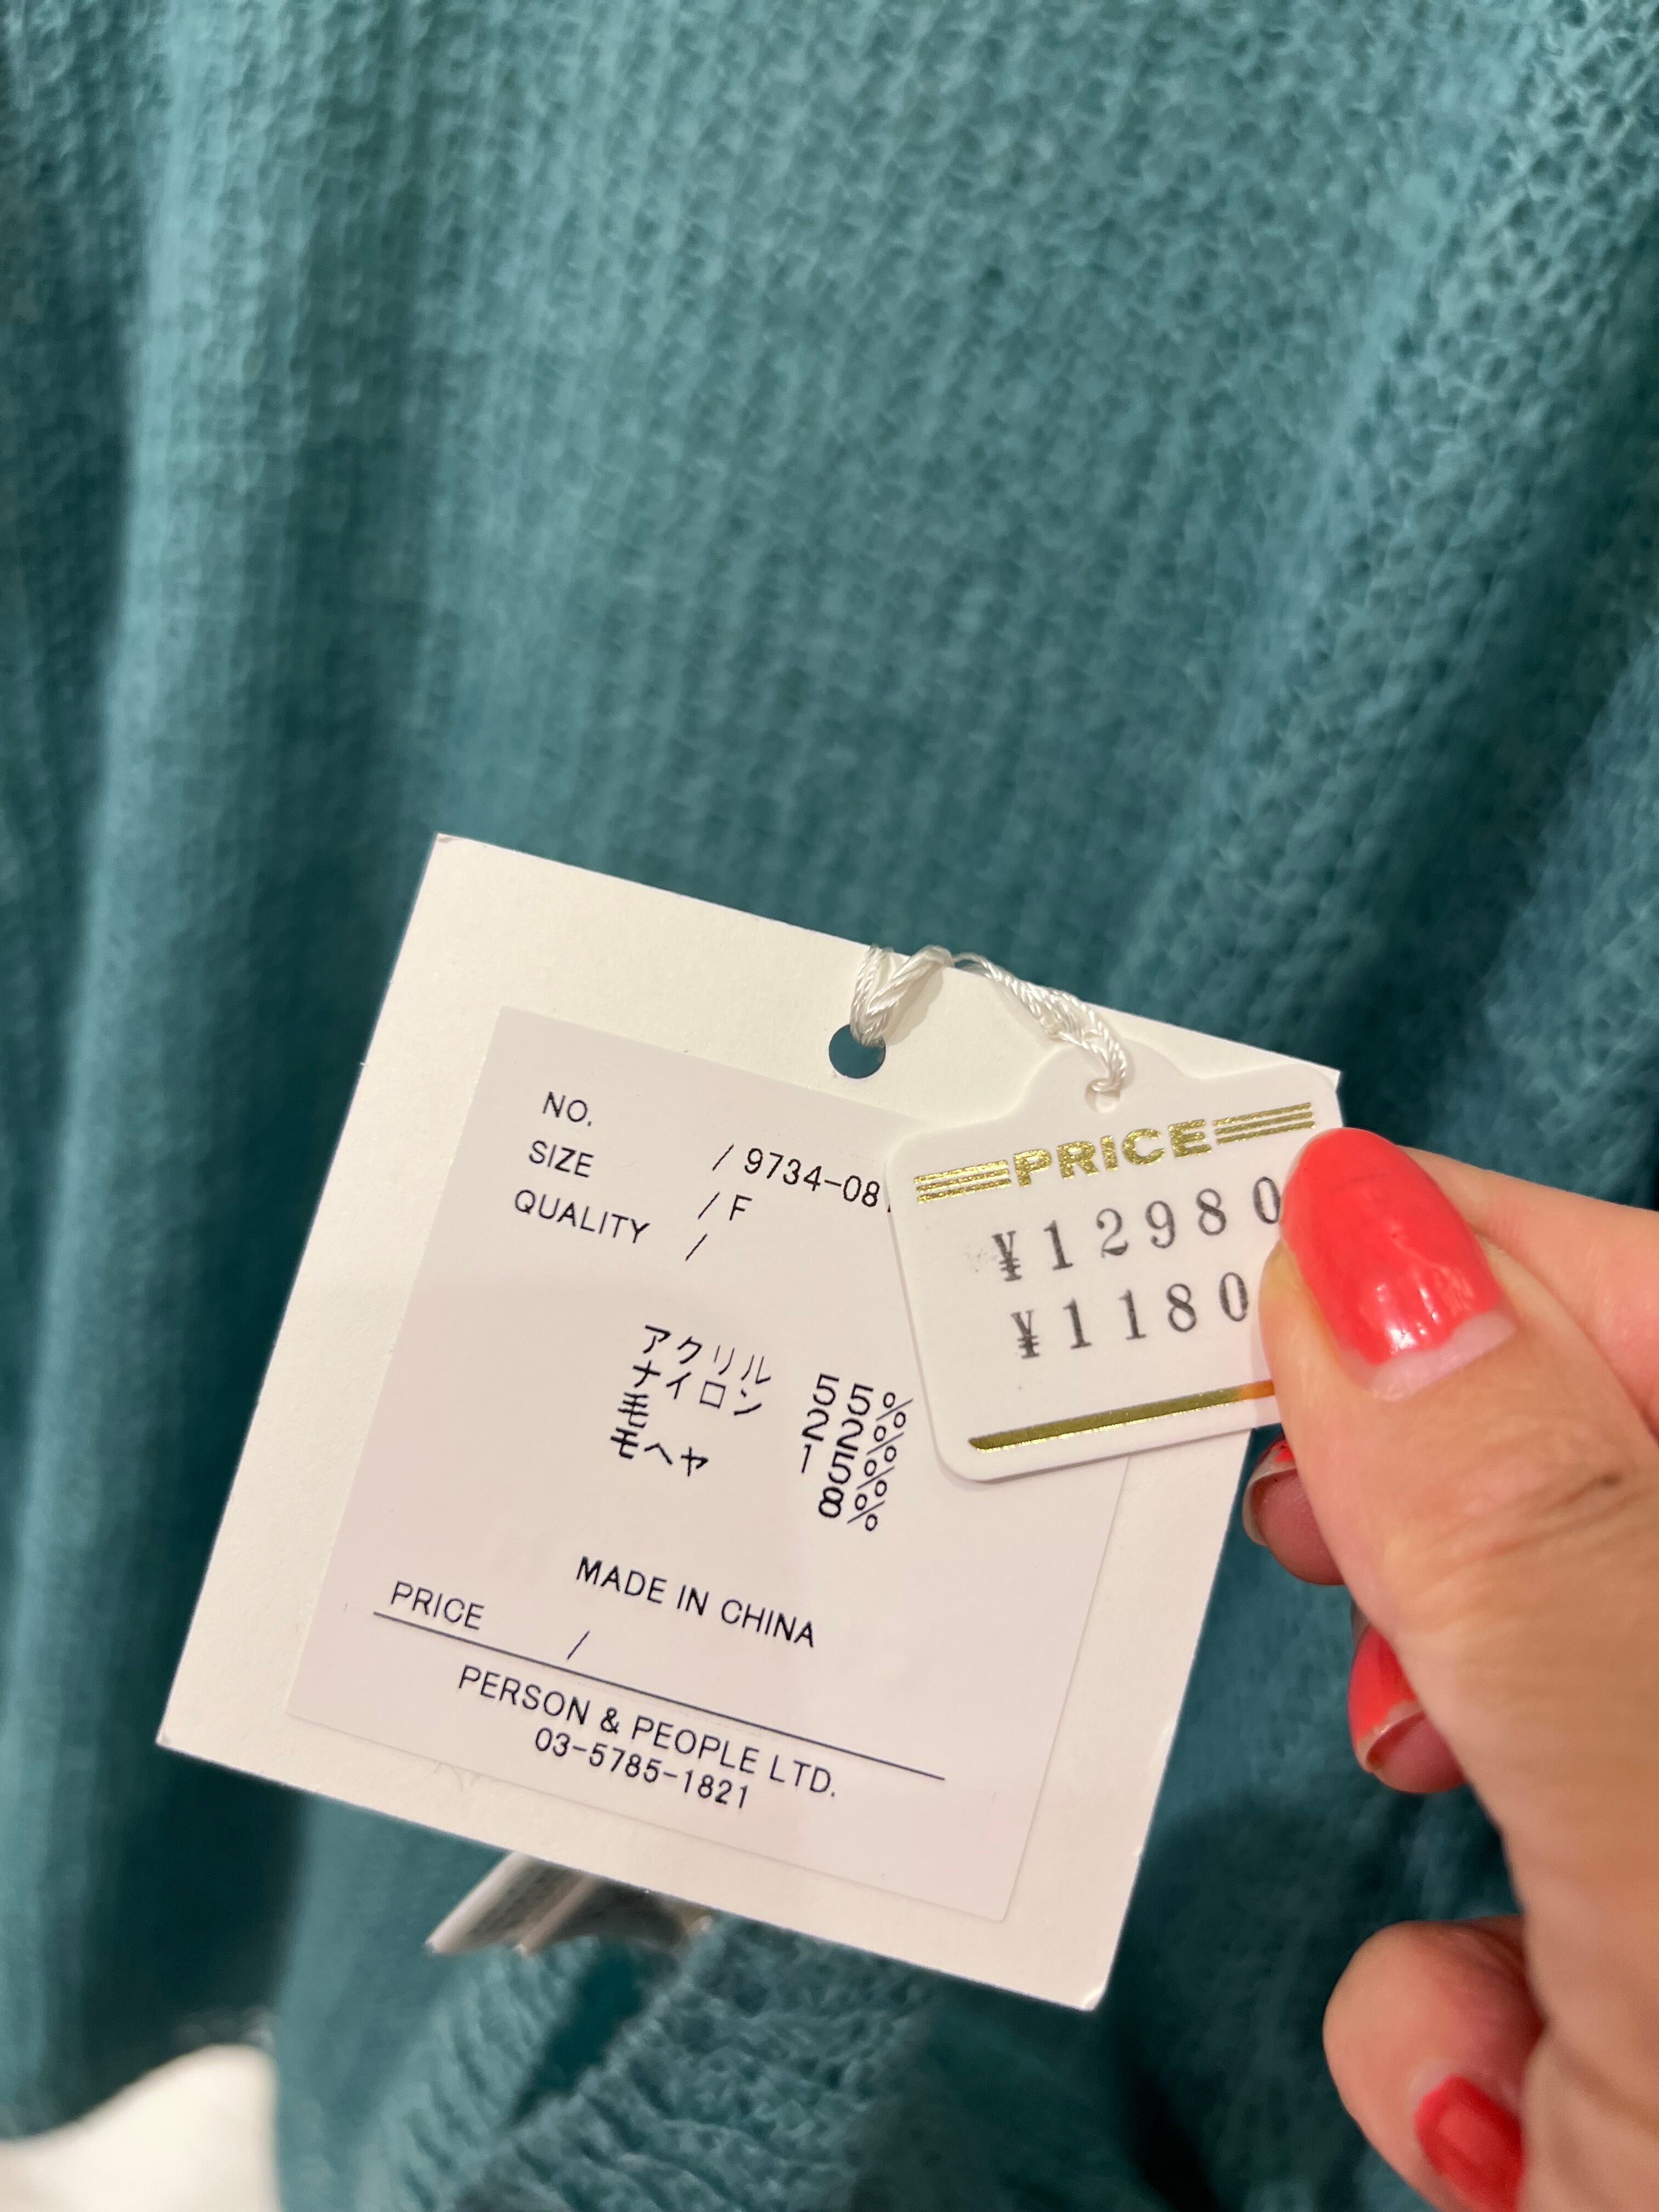 NO. / 9734-08
SIZE / F
QUALITY /
アクリル 55%
ナイロン 22%
毛 15%
モヘヤ 8%
MADE IN CHINA
PRICE /
PERSON & PEOPLE LTD.
03-5785-1821
PRICE
¥12980
¥1180